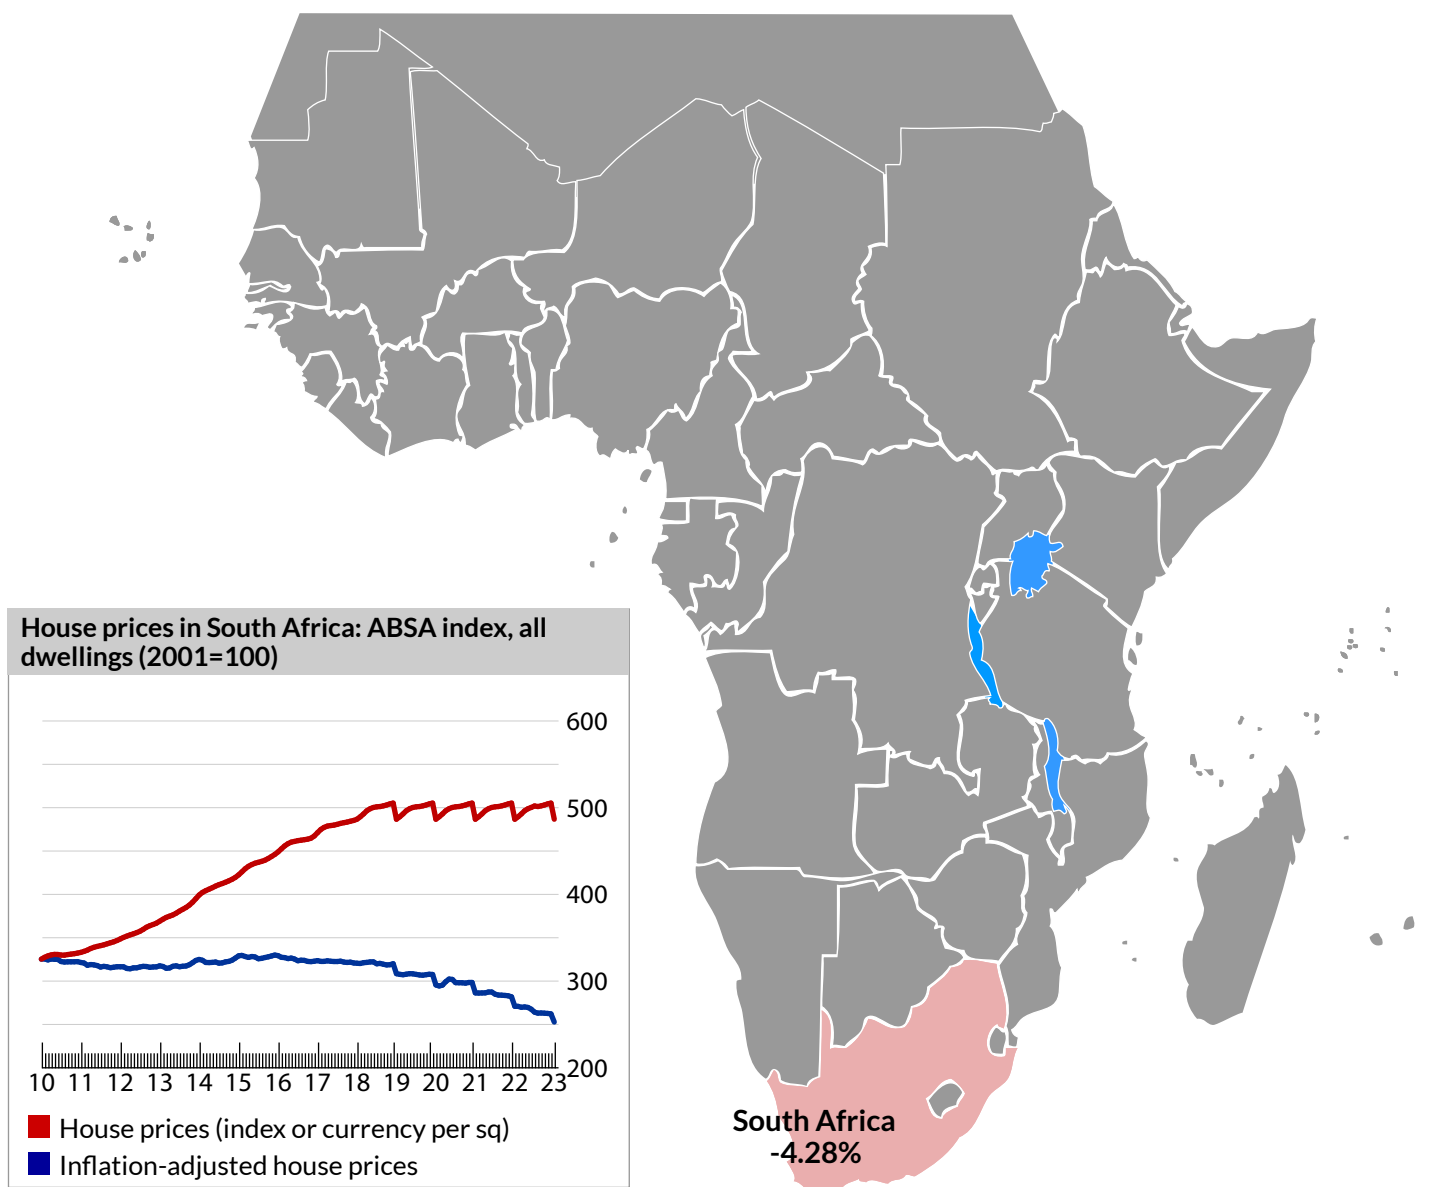 House prices in South Africa: ABSA index, all
dwellings (2001=100)
600
500
400
300
200
10 11 12 13 14 15 16 17 18 19 20 21 22 23
House prices (index or currency per sq)
Inflation-adjusted house prices
South Africa
-4.28%